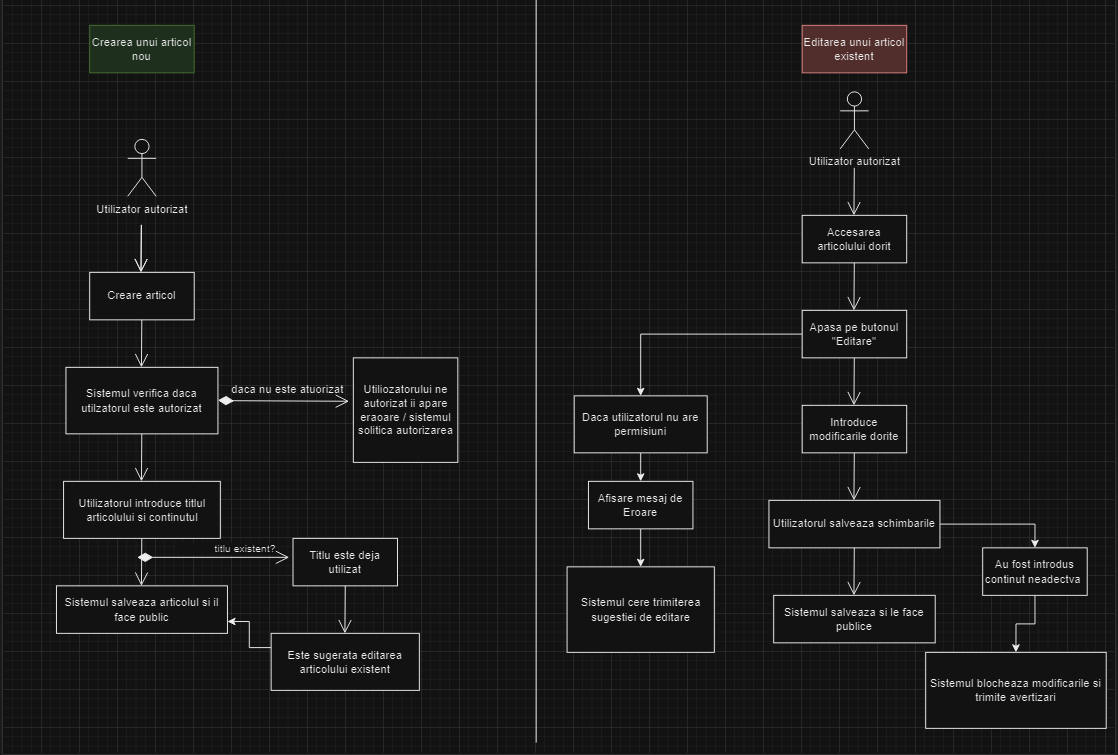 Crearea unui articol
nou
Utilizator autorizat
Creare articol
Sistemul verifica daca
utilzatorul este autorizat
daca nu este atuorizat
Utiliozatorului ne
autorizat ii apare
eraoare / sistemul
solitica autorizarea
Utilizatorul introduce titlul
articolului si continutul
titlu existent?
Titlu este deja
utilizat
Sistemul salveaza articolul si il
face public
Este sugerata editarea
articolului existent
Editarea unui articol
existent
Utilizator autorizat
Accesarea
articolului dorit
Apasa pe butonul
"Editare"
Daca utilizatorul nu are
permisiuni
Afisare mesaj de
Eroare
Sistemul cere trimiterea
sugestiei de editare
Introduce
modificarile dorite
Utilizatorul salveaza schimbarile
Au fost introdus
continut neadectva
Sistemul salveaza si le face
publice
Sistemul blocheaza modificarile si
trimite avertizari